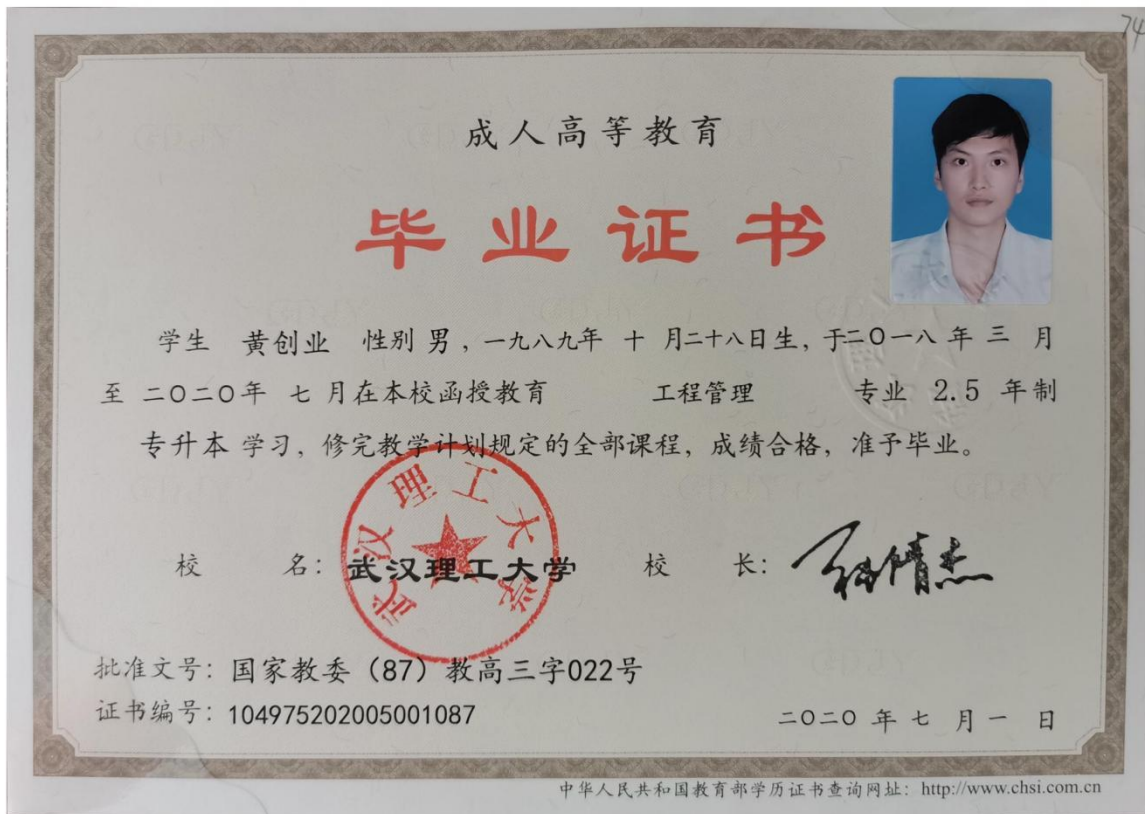 74
成人高等教育
毕业证书
学生 黄创业 性别 男，一九八九年 十 月二十八日生，于二〇一八 年 三 月
至 二〇二〇年 七 月在本校函授教育 工程管理 专业 2.5 年制
专升本 学习，修完教学计划规定的全部课程，成绩合格，准予毕业。
武汉理工大学
校 名：武汉理工大学 校 长：
批准文号：国家教委（87）教高三字022号
证书编号：104975202005001087
二〇二〇 年 七 月 一 日
中华人民共和国教育部学历证书查询网址：http://www.chsi.com.cn